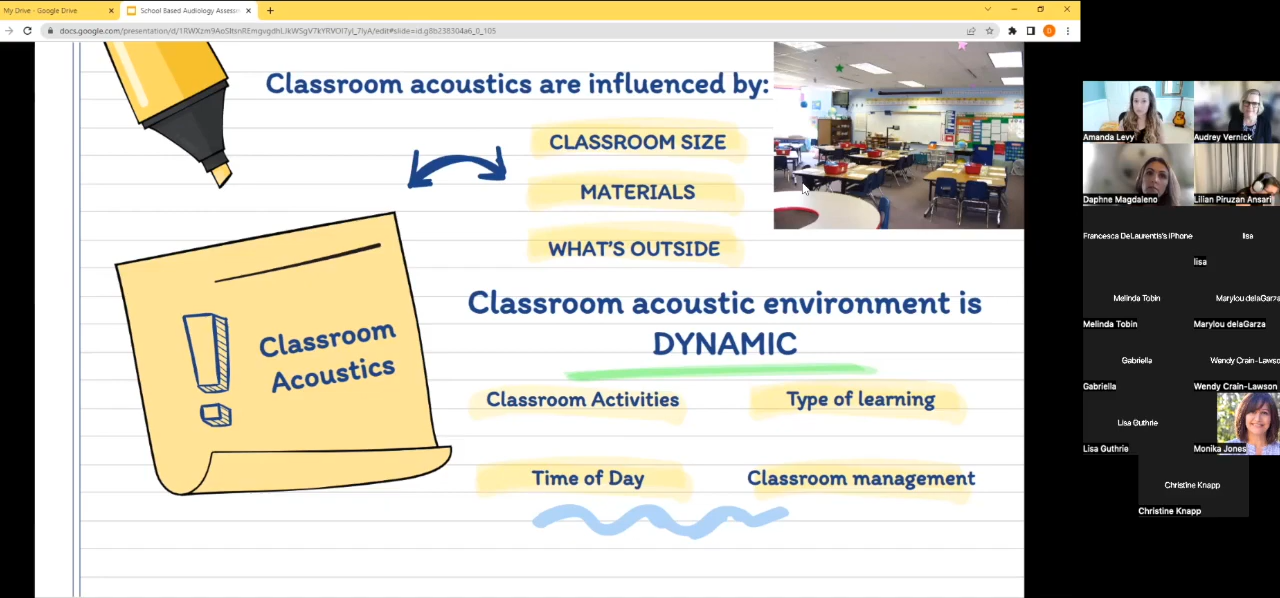 My Drive - Google Drive
School Based Audiology Assessm
docs.google.com/presentation/d/1RWXzm9AoSltsnREmgvgdhLJkWSgV7kYRVOI7yI_7lyA/edit#slide=id.g8b238304a6_0_105
Classroom acoustics are influenced by:
CLASSROOM SIZE
MATERIALS
WHAT'S OUTSIDE
Classroom
Acoustics
Classroom acoustic environment is
DYNAMIC
Classroom Activities
Type of learning
Time of Day
Classroom management
Amanda Levy
Audrey Vernick
Daphne Magdaleno
Lilian Piruzan Ansari
Francesca DeLaurentis's iPhone
lisa
lisa
Melinda Tobin
Marylou delaGarza
Melinda Tobin
Marylou delaGarza
Gabriella
Wendy Crain-Lawso
Gabriella
Wendy Crain-Lawson
Lisa Guthrie
Lisa Guthrie
Monika Jones
Christine Knapp
Christine Knapp